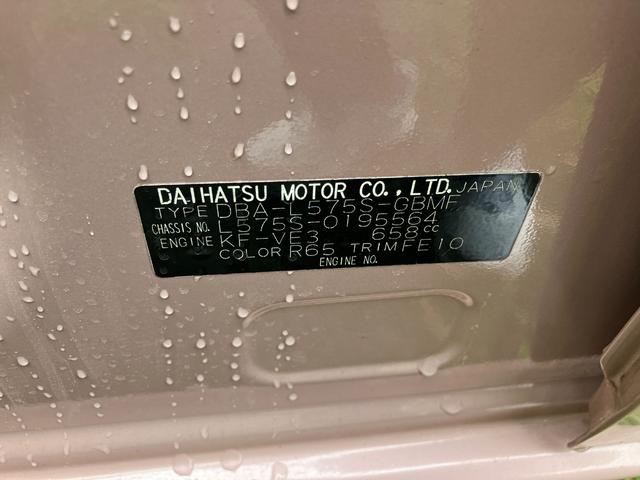 DAIHATSU MOTOR CO., LTD. JAPAN
TYPE DBA-L575S-GBMF
CHASSIS NO. L575S-0195564
ENGINE KF-VE3 658cc
COLOR R65 TRIM FE10
ENGINE NO.